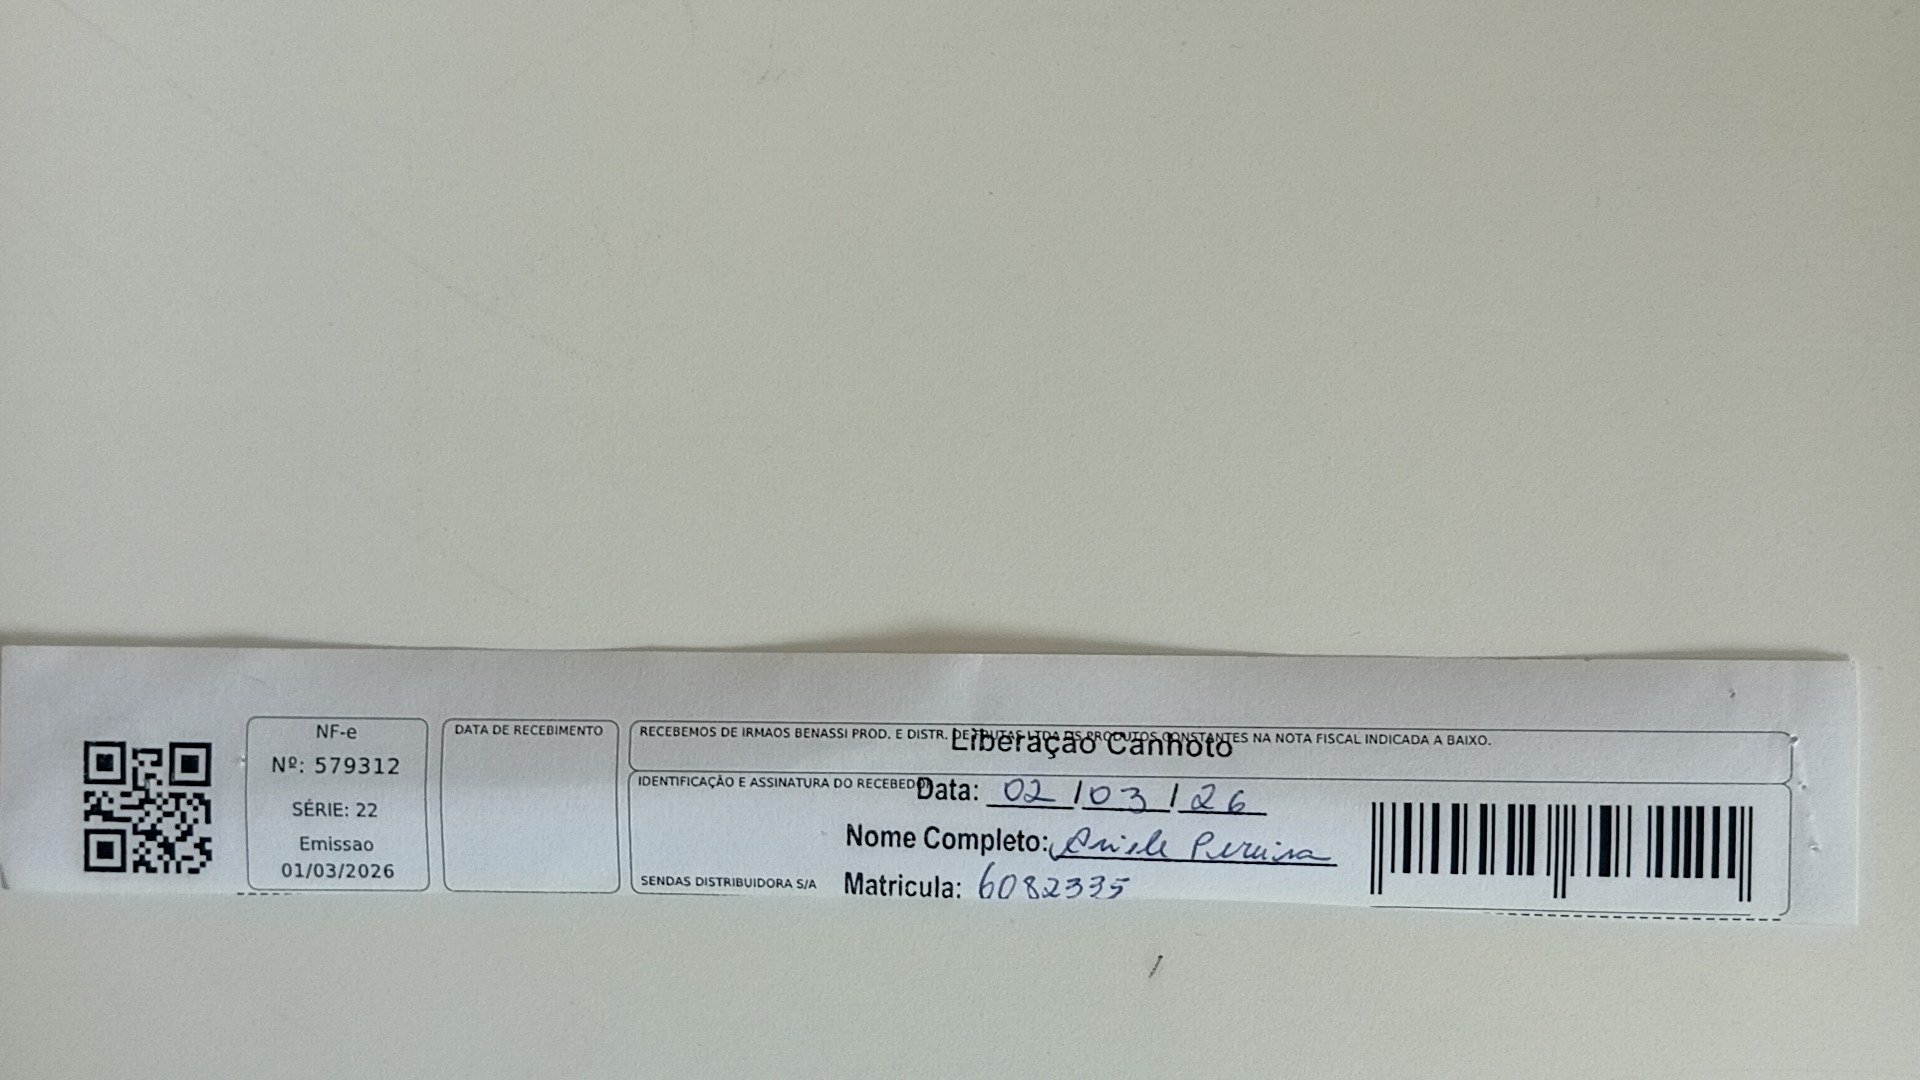 NF-e
Nº: 579312
SÉRIE: 22
Emissao
01/03/2026
DATA DE RECEBIMENTO
RECEBEMOS DE IRMAOS BENASSI PROD. E DISTR. DE FRUTAS LTDA OS PRODUTOS CONSTANTES NA NOTA FISCAL INDICADA A BAIXO.
Liberação Canhoto
IDENTIFICAÇÃO E ASSINATURA DO RECEBEDOR
Data: 02/03/26
Nome Completo: Ariele Pereira
SENDAS DISTRIBUIDORA S/A
Matricula: 6082335